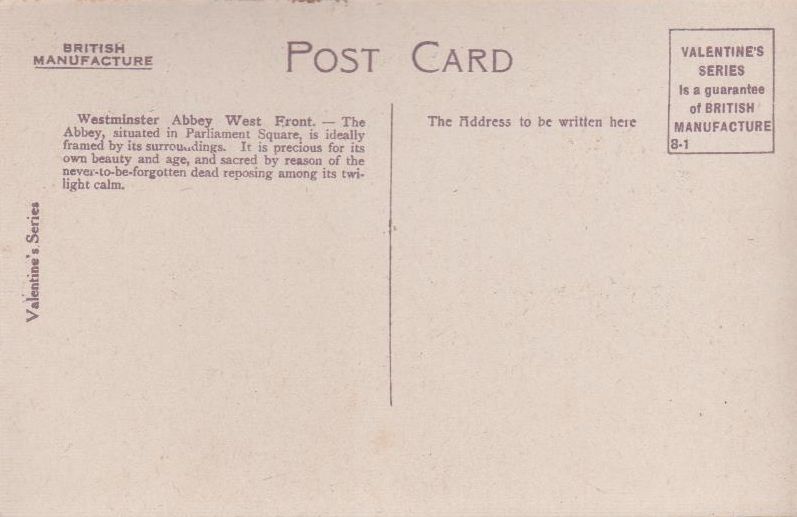 BRITISH
MANUFACTURE
POST CARD
VALENTINE'S
SERIES
Is a guarantee
of BRITISH
MANUFACTURE
8-1
Westminster Abbey West Front. — The
Abbey, situated in Parliament Square, is ideally
framed by its surroundings. It is precious for its
own beauty and age, and sacred by reason of the
never-to-be-forgotten dead reposing among its twi-
light calm.
The Address to be written here
Valentine's Series